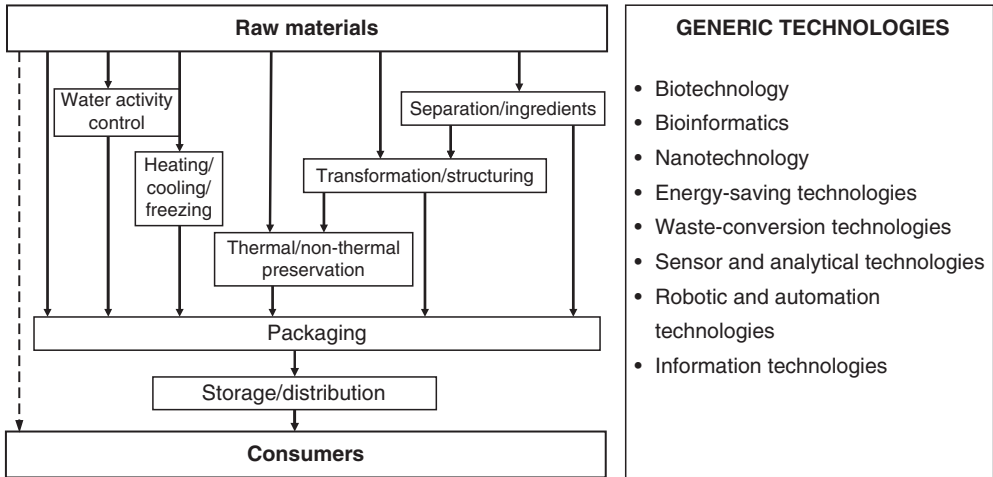 Raw materials
Water activity
control
Separation/ingredients
Heating/
cooling/
freezing
Transformation/structuring
Thermal/non-thermal
preservation
Packaging
Storage/distribution
Consumers
GENERIC TECHNOLOGIES
• Biotechnology
• Bioinformatics
• Nanotechnology
• Energy-saving technologies
• Waste-conversion technologies
• Sensor and analytical technologies
• Robotic and automation
technologies
• Information technologies